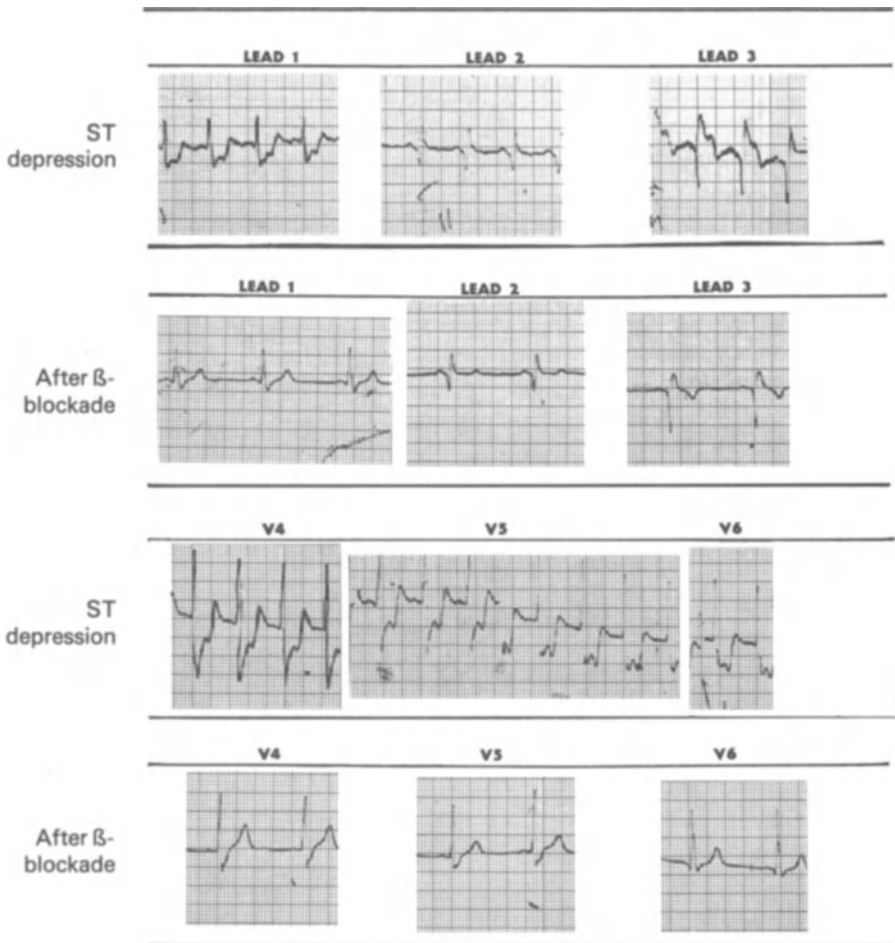 LEAD 1 LEAD 2 LEAD 3
ST
depression
LEAD 1 LEAD 2 LEAD 3
After ß-
blockade
V4 V5 V6
ST
depression
V4 V5 V6
After ß-
blockade